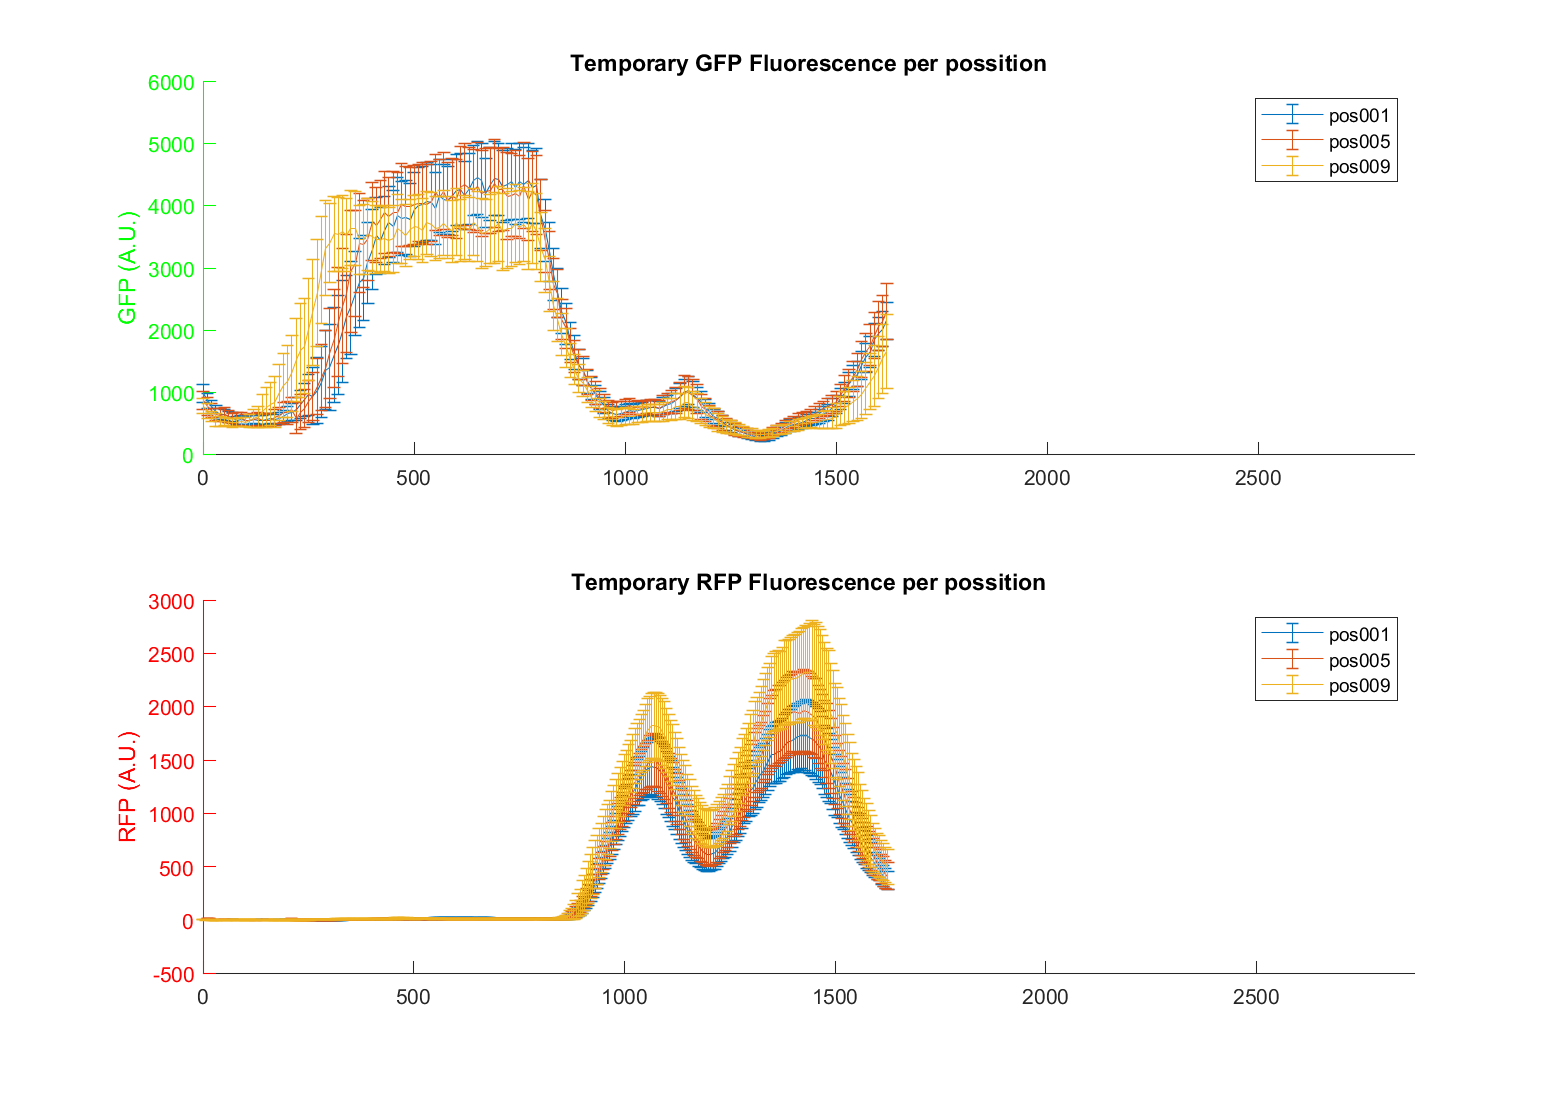 Temporary GFP Fluorescence per possition
6000
5000
4000
3000
2000
1000
0
GFP (A.U.)
0 500 1000 1500 2000 2500
pos001
pos005
pos009
Temporary RFP Fluorescence per possition
3000
2500
2000
1500
1000
500
0
-500
RFP (A.U.)
0 500 1000 1500 2000 2500
pos001
pos005
pos009